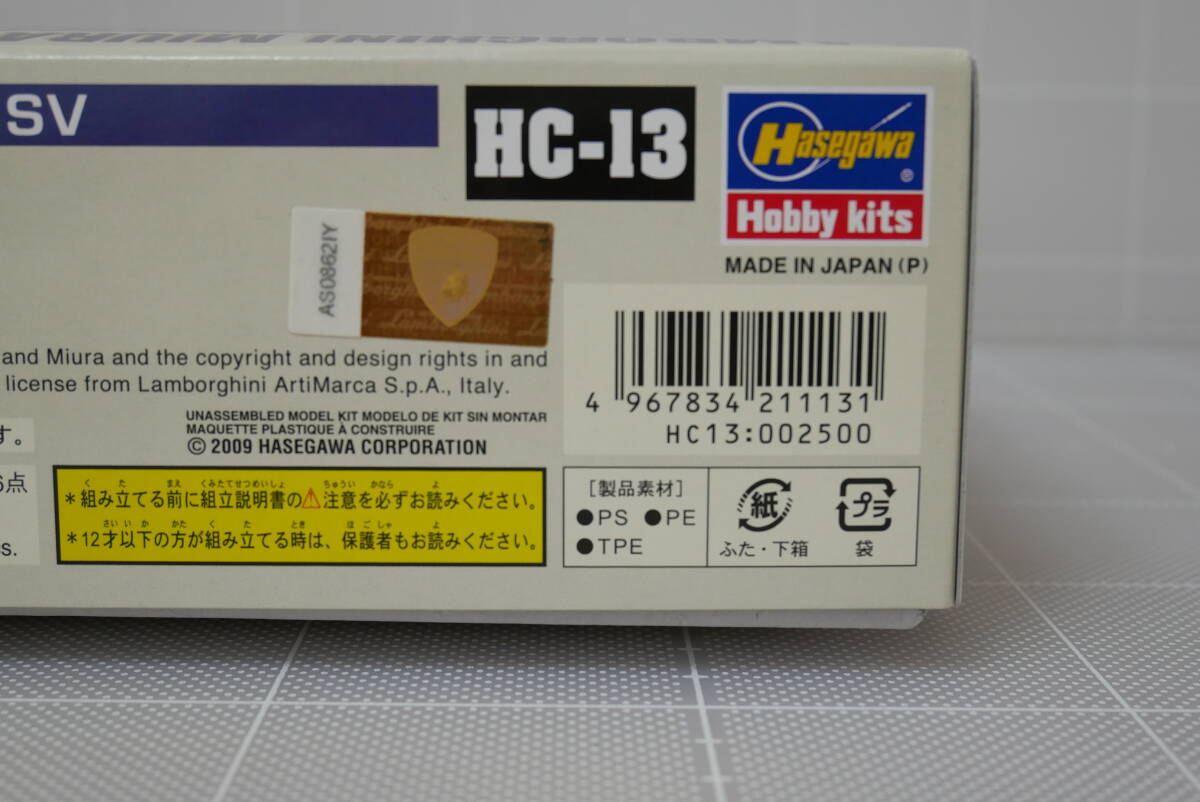 LAMBORGHINI MIURA
SV
HC-13
Hasegawa
®
Hobby kits
MADE IN JAPAN (P)
AS0862IY
Lamborghini
and Miura and the copyright and design rights in and
license from Lamborghini ArtiMarca S.p.A., Italy.
UNASSEMBLED MODEL KIT MODELO DE KIT SIN MONTAR
MAQUETTE PLASTIQUE À CONSTRUIRE
© 2009 HASEGAWA CORPORATION
4 967834 211131
HC13:002500
す。
6点
s.
*組み立てる前に組立説明書の⚠注意を必ずお読みください。
*12才以下の方が組み立てる時は、保護者もお読みください。
[製品素材]
●PS ●PE
●TPE
紙
ふた・下箱
プラ
袋